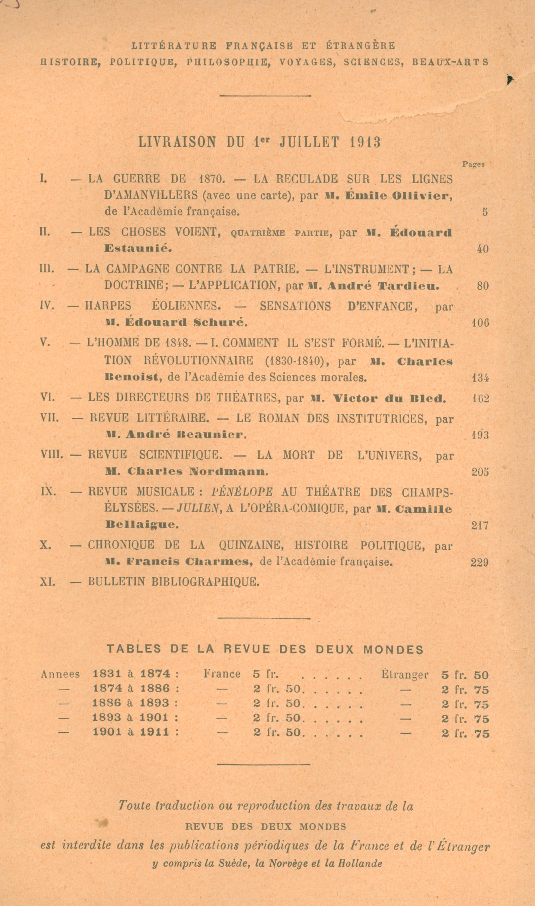 LITTÉRATURE FRANÇAISE ET ÉTRANGÈRE
HISTOIRE, POLITIQUE, PHILOSOPHIE, VOYAGES, SCIENCES, BEAUX-ARTS
LIVRAISON DU 1er JUILLET 1913
Pages
I. — LA GUERRE DE 1870. — LA RECULADE SUR LES LIGNES
D'AMANVILLERS (avec une carte), par M. Émile Ollivier,
de l'Académie française. 5
II. — LES CHOSES VOIENT, QUATRIÈME PARTIE, par M. Édouard
Estaunié. 40
III. — LA CAMPAGNE CONTRE LA PATRIE. — L'INSTRUMENT; — LA
DOCTRINE; — L'APPLICATION, par M. André Tardieu. 80
IV. — HARPES ÉOLIENNES. — SENSATIONS D'ENFANCE, par
M. Édouard Schuré. 106
V. — L'HOMME DE 1848. — I. COMMENT IL S'EST FORMÉ. — L'INITIA-
TION RÉVOLUTIONNAIRE (1830-1840), par M. Charles
Benoist, de l'Académie des Sciences morales. 134
VI. — LES DIRECTEURS DE THÉATRES, par M. Victor du Bled. 162
VII. — REVUE LITTÉRAIRE. — LE ROMAN DES INSTITUTRICES, par
M. André Beaunier. 193
VIII. — REVUE SCIENTIFIQUE. — LA MORT DE L'UNIVERS, par
M. Charles Nordmann. 205
IX. — REVUE MUSICALE : PÉNÉLOPE AU THÉATRE DES CHAMPS-
ÉLYSÉES. — JULIEN, A L'OPÉRA-COMIQUE, par M. Camille
Bellaigue. 217
X. — CHRONIQUE DE LA QUINZAINE, HISTOIRE POLITIQUE, par
M. Francis Charmes, de l'Académie française. 229
XI. — BULLETIN BIBLIOGRAPHIQUE.
TABLES DE LA REVUE DES DEUX MONDES
Annees 1831 à 1874 : France 5 fr. . . . . . . Étranger 5 fr. 50
— 1874 à 1886 : — 2 fr. 50. . . . . . — 2 fr. 75
— 1886 à 1893 : — 2 fr. 50. . . . . . — 2 fr. 75
— 1893 à 1901 : — 2 fr. 50. . . . . . — 2 fr. 75
— 1901 à 1911 : — 2 fr. 50. . . . . . — 2 fr. 75
Toute traduction ou reproduction des travaux de la
REVUE DES DEUX MONDES
est interdite dans les publications périodiques de la France et de l'Étranger
y compris la Suède, la Norvège et la Hollande